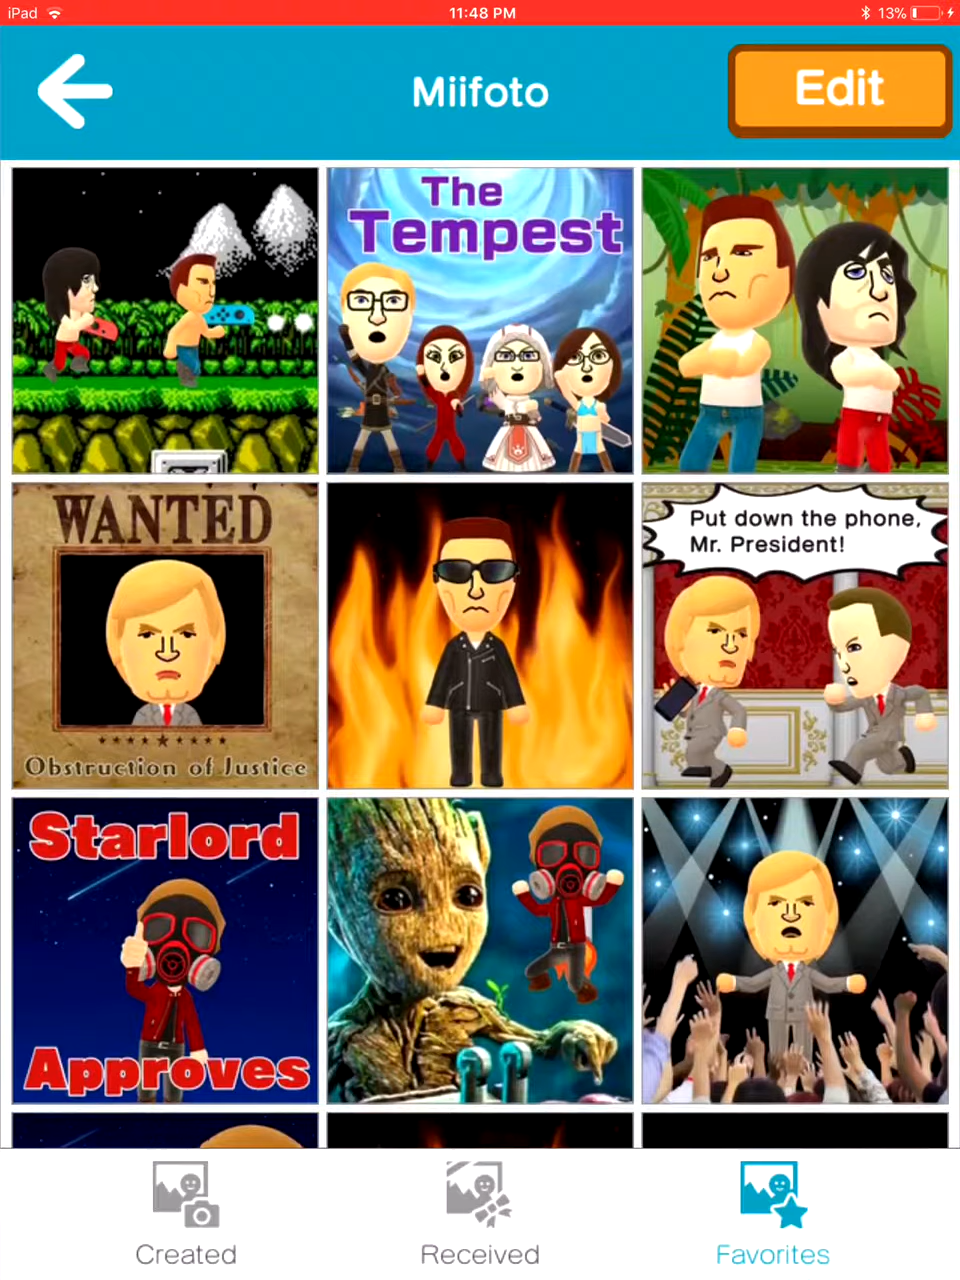 iPad
11:48 PM
13%
Miifoto
Edit
The
Tempest
WANTED
Obstruction of Justice
Put down the phone,
Mr. President!
Starlord
Approves
Created
Received
Favorites